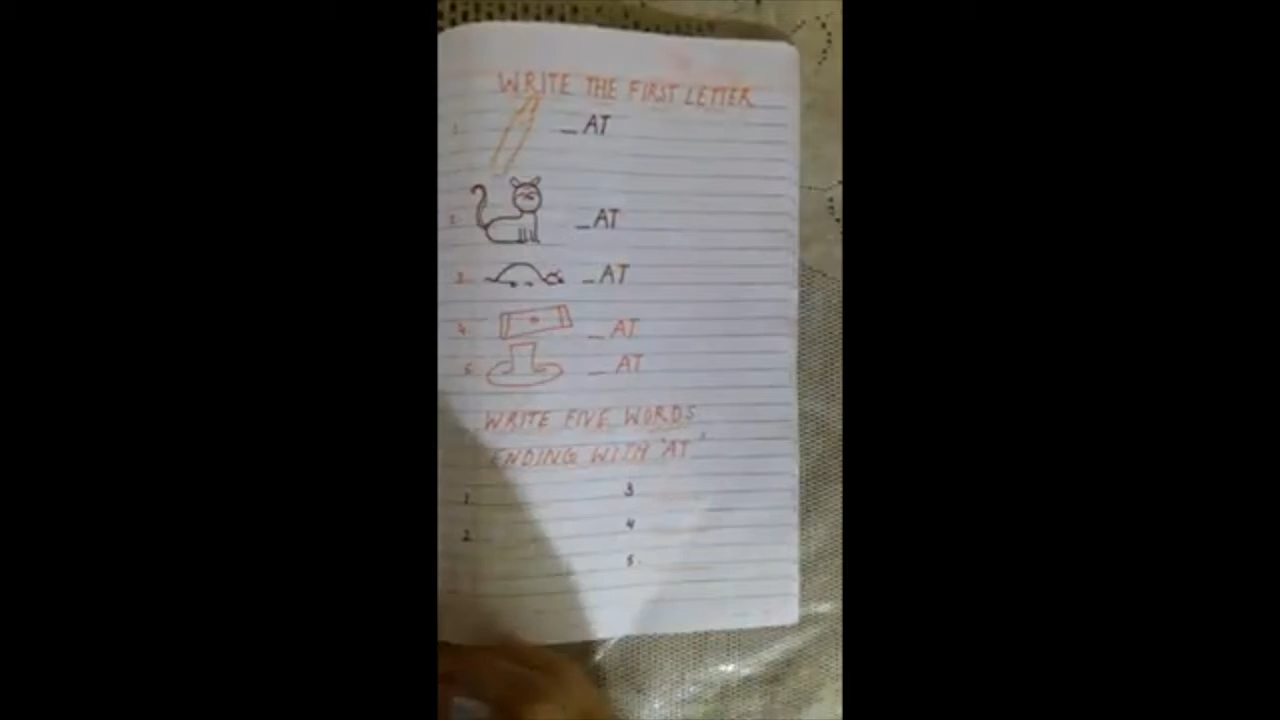 WRITE THE FIRST LETTER
1. _AT
2. _AT
3. _AT
4. _AT
5. _AT
WRITE FIVE WORDS
ENDING WITH "AT"
1. 3
2. 4
5.